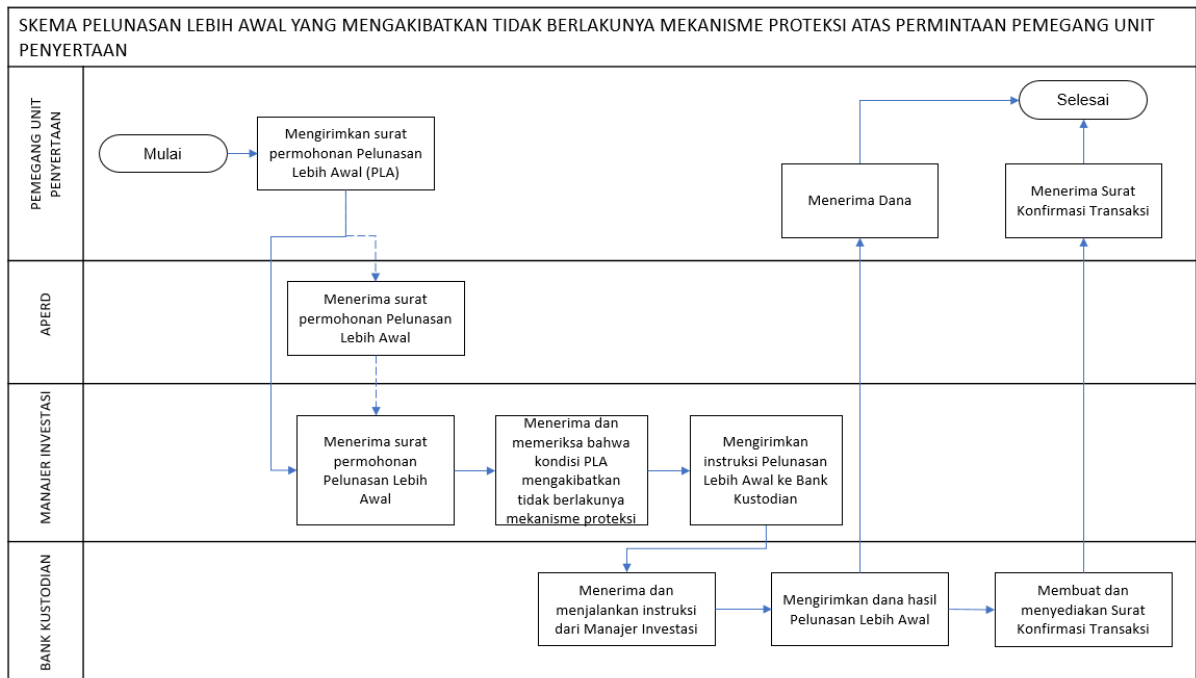 SKEMA PELUNASAN LEBIH AWAL YANG MENGAKIBATKAN TIDAK BERLAKUNYA MEKANISME PROTEKSI ATAS PERMINTAAN PEMEGANG UNIT
PENYERTAAN
PEMEGANG UNIT
PENYERTAAN
Mulai
Mengirimkan surat
permohonan Pelunasan
Lebih Awal (PLA)
Menerima Dana
Selesai
Menerima Surat
Konfirmasi Transaksi
APERD
Menerima surat
permohonan Pelunasan
Lebih Awal
MANAJER INVESTASI
Menerima surat
permohonan
Pelunasan Lebih
Awal
Menerima dan
memeriksa bahwa
kondisi PLA
mengakibatkan
tidak berlakunya
mekanisme proteksi
Mengirimkan
instruksi Pelunasan
Lebih Awal ke Bank
Kustodian
BANK KUSTODIAN
Menerima dan
menjalankan instruksi
dari Manajer Investasi
Mengirimkan dana hasil
Pelunasan Lebih Awal
Membuat dan
menyediakan Surat
Konfirmasi Transaksi